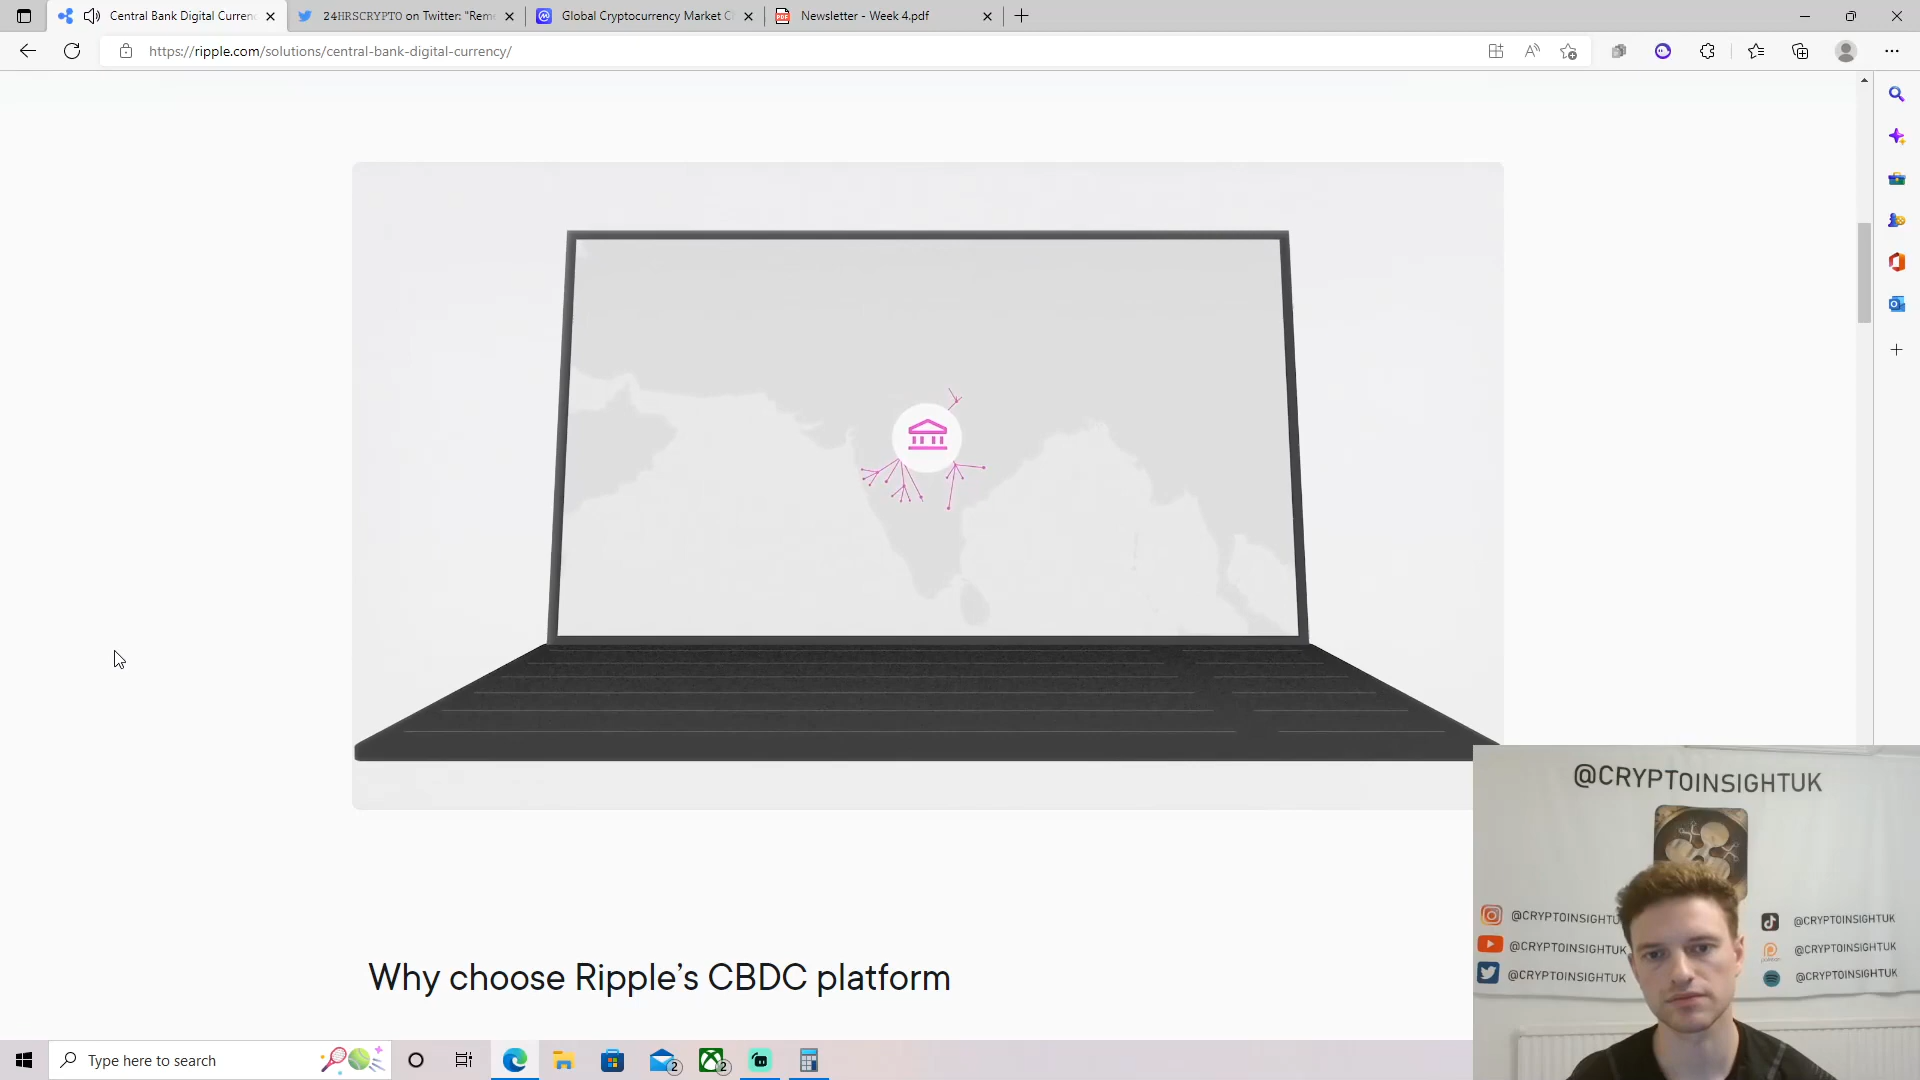 Central Bank Digital Curren
24HRSCRYPTO on Twitter: "Rem
Global Cryptocurrency Market C
Newsletter - Week 4.pdf
https://ripple.com/solutions/central-bank-digital-currency/
Why choose Ripple's CBDC platform
@CRYPTOINSIGHTUK
@CRYPTOINSIGHTU
@CRYPTOINSIGHTUK
@CRYPTOINSIGHTUK
@CRYPTOINSIGHTUK
@CRYPTOINSIGHTUK
@CRYPTOINSIGHTUK
Type here to search
2
2